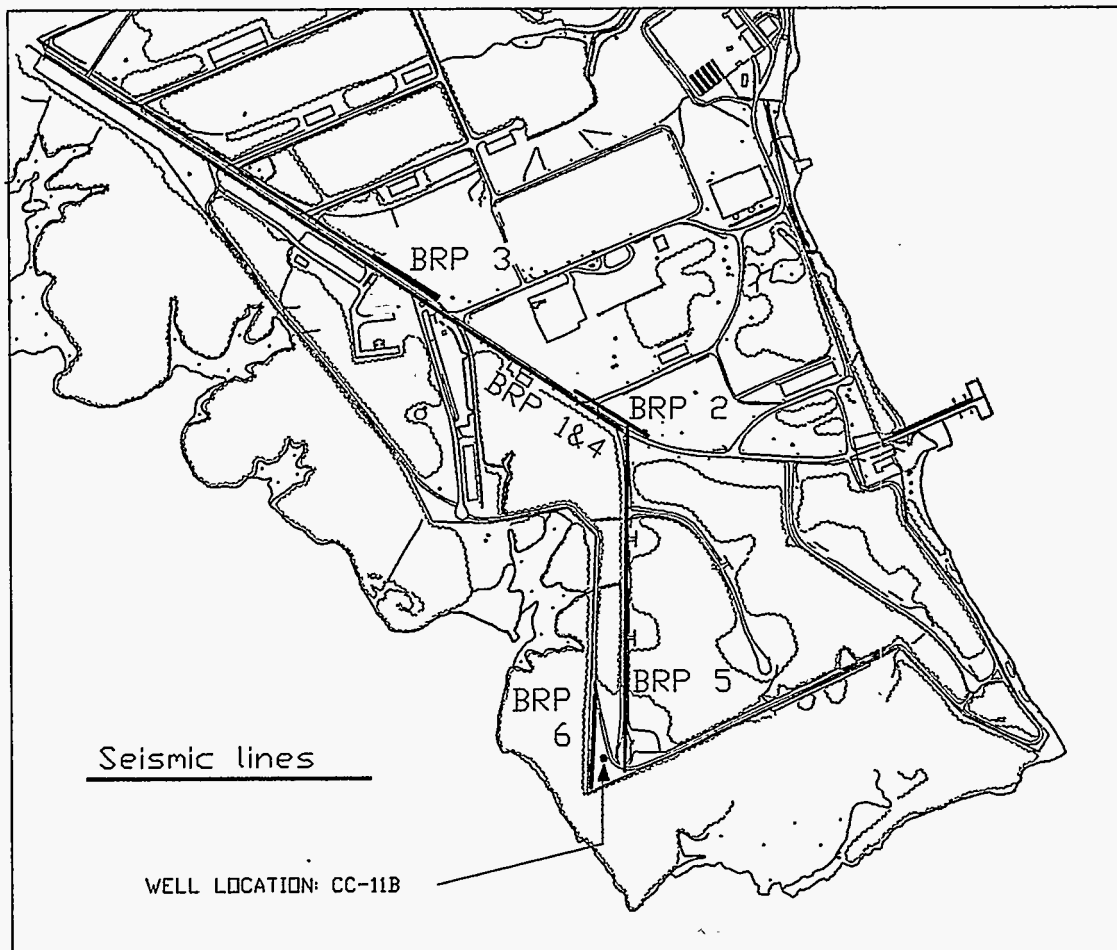 BRP 3
BRP
1&4
BRP 2
BRP 5
BRP
6
Seismic lines
WELL LOCATION: CC-11B